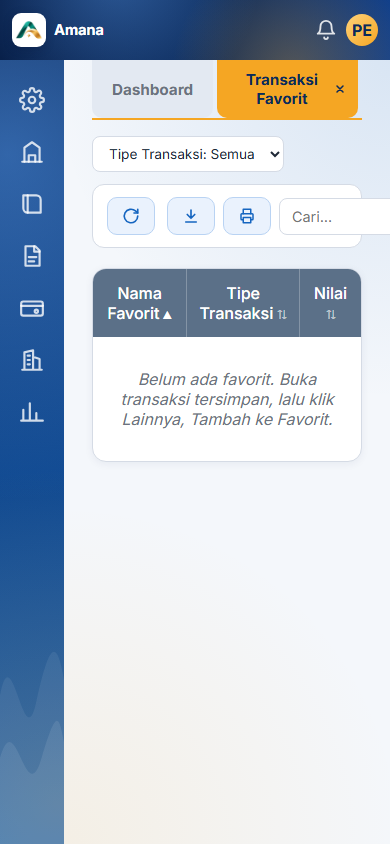 Amana
PE
Dashboard
Transaksi
Favorit ×
Tipe Transaksi: Semua
Cari...
Nama
Favorit ▲
Tipe
Transaksi ⇅
Nilai
⇅
Belum ada favorit. Buka
transaksi tersimpan, lalu klik
Lainnya, Tambah ke Favorit.